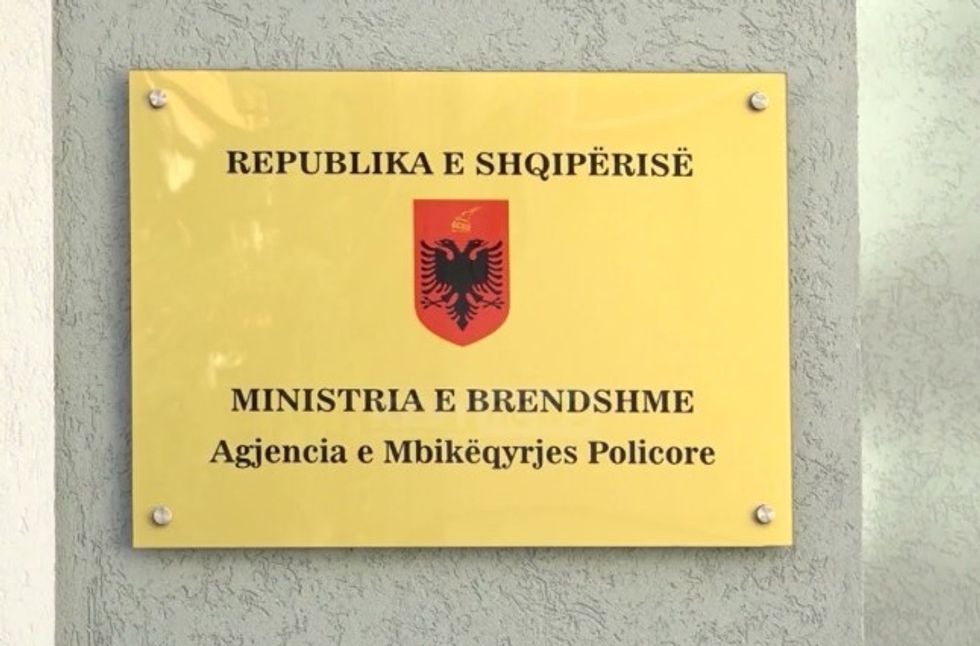 REPUBLIKA E SHQIPËRISË
MINISTRIA E BRENDSHME
Agjencia e Mbikëqyrjes Policore